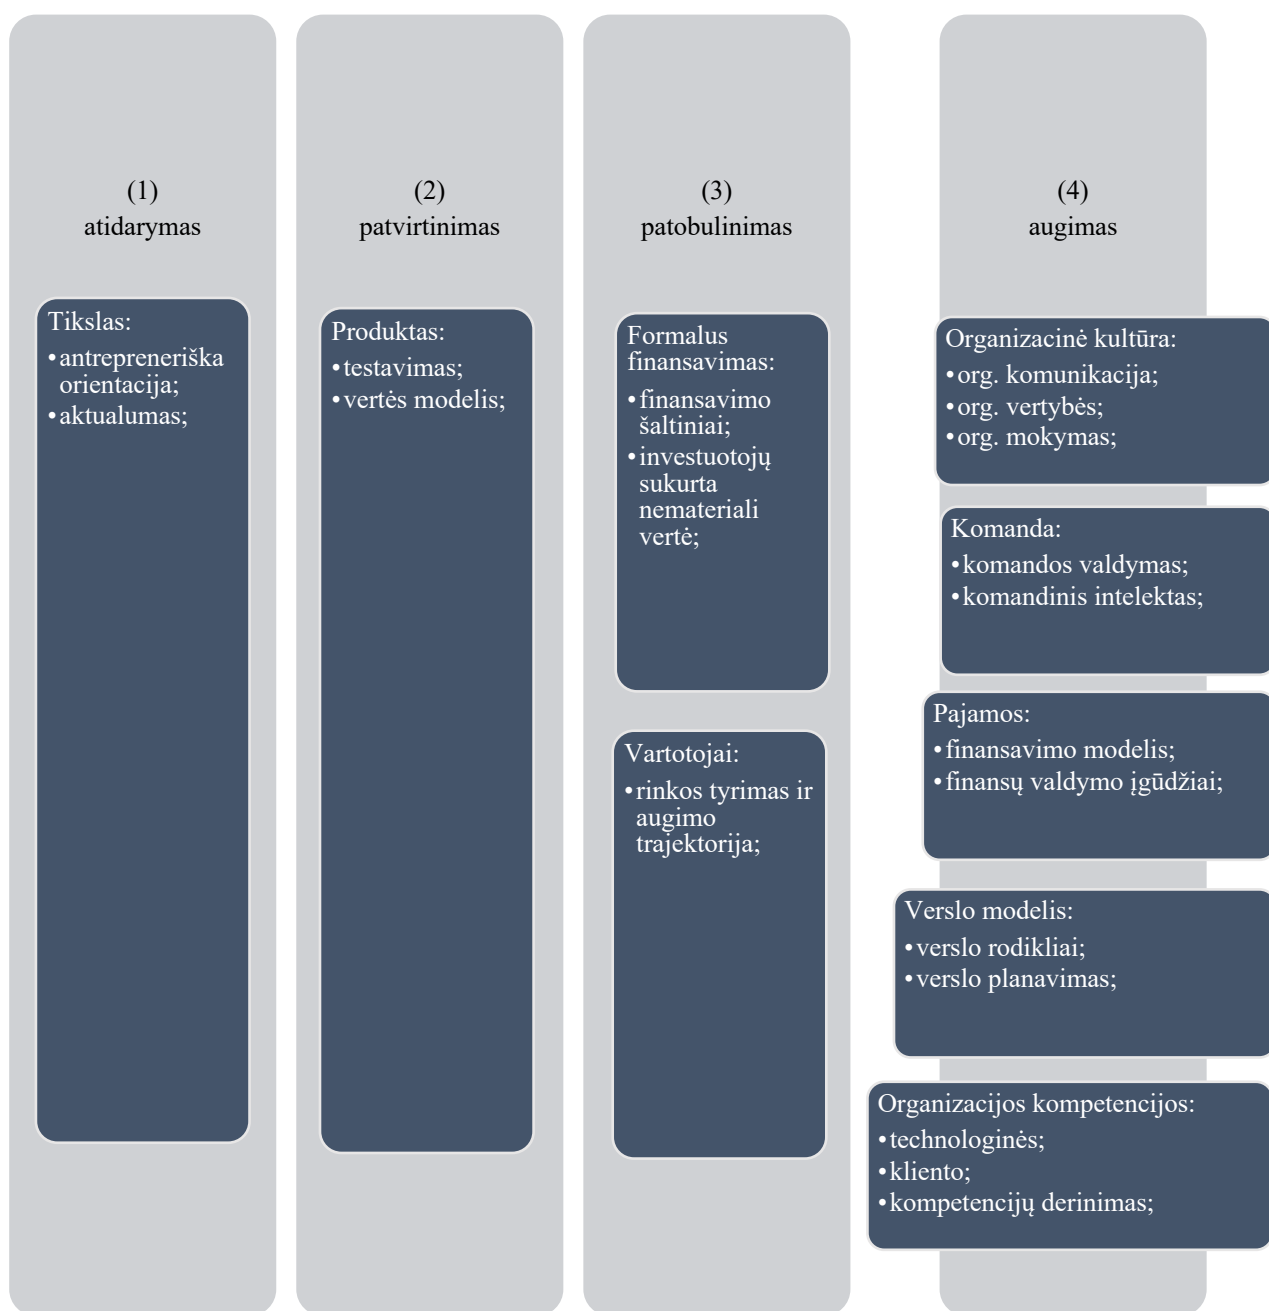 (1)
atidarymas
Tikslas:
•antrepreneriška
orientacija;
•aktualumas;
(2)
patvirtinimas
Produktas:
•testavimas;
•vertės modelis;
(3)
patobulinimas
Formalus
finansavimas:
•finansavimo
šaltiniai;
•investuotojų
sukurta
nemateriali
vertė;
Vartotojai:
•rinkos tyrimas ir
augimo
trajektorija;
(4)
augimas
Organizacinė kultūra:
•org. komunikacija;
•org. vertybės;
•org. mokymas;
Komanda:
•komandos valdymas;
•komandinis intelektas;
Pajamos:
•finansavimo modelis;
•finansų valdymo įgūdžiai;
Verslo modelis:
•verslo rodikliai;
•verslo planavimas;
Organizacijos kompetencijos:
•technologinės;
•kliento;
•kompetencijų derinimas;